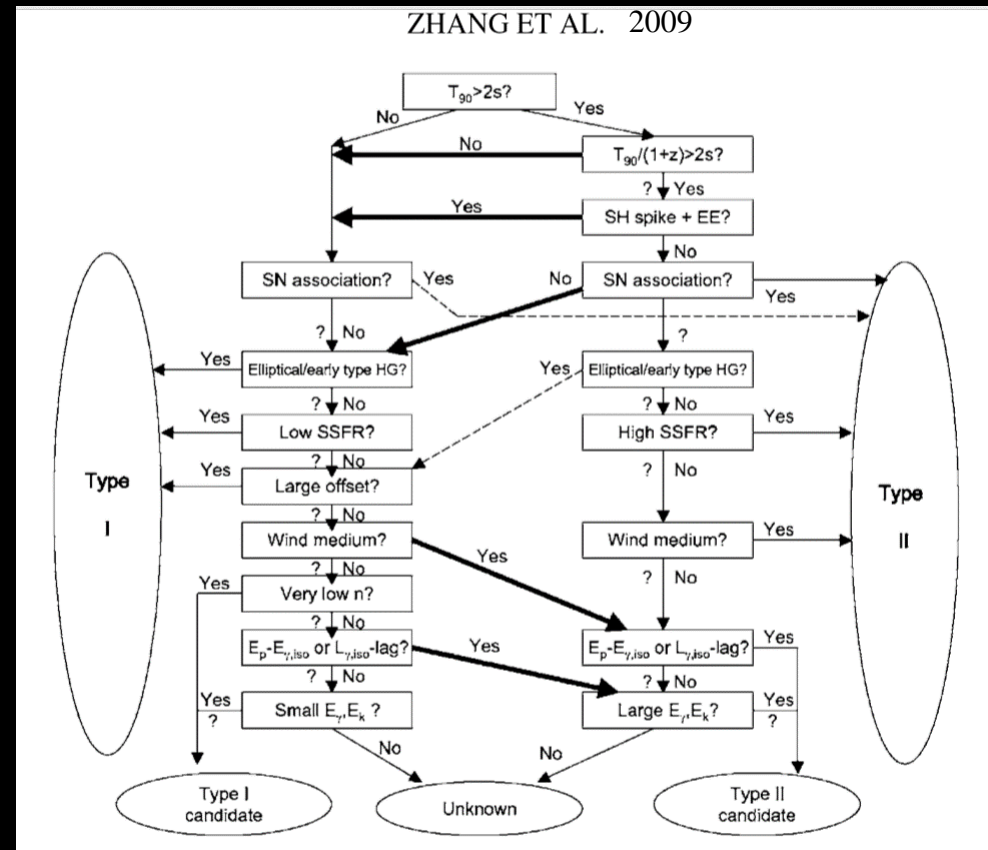 ZHANG ET AL. 2009
T90>2s?
No
Yes
No
T90/(1+z)>2s?
? Yes
Yes
SH spike + EE?
No
SN association?
Yes
No
SN association?
Yes
? No
?
Yes
Elliptical/early type HG?
Yes
Elliptical/early type HG?
? No
? No
Yes
Low SSFR?
High SSFR?
Yes
? No
? No
Yes
Large offset?
Type
I
Type
II
? No
Wind medium?
Yes
Wind medium?
Yes
? No
? No
Yes
Very low n?
? No
Ep-Eγ,iso or Lγ,iso-lag?
Yes
Ep-Eγ,iso or Lγ,iso-lag?
Yes
? No
? No
Yes
?
Small Eγ,Ek ?
Large Eγ,Ek?
Yes
?
No
No
Type I
candidate
Unknown
Type II
candidate